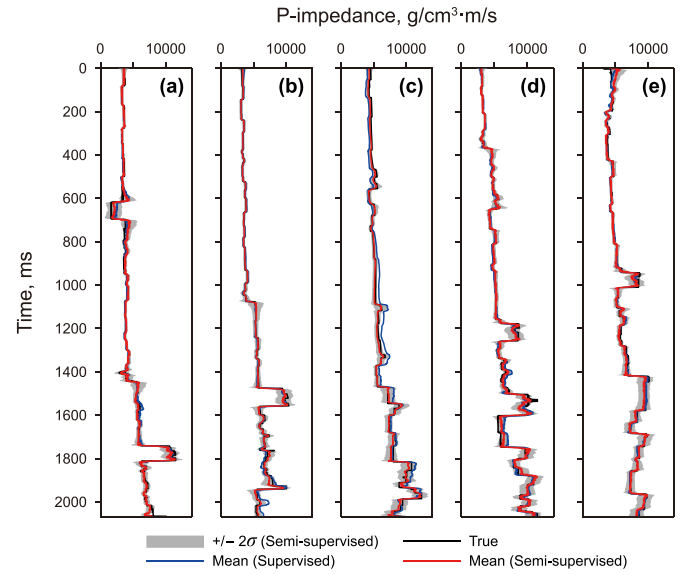 P-impedance, g/cm³·m/s
0 10000 0 10000 0 10000 0 10000 0 10000
0 (a) (b) (c) (d) (e)
200
400
600
800
1000
1200
1400
1600
1800
2000
Time, ms
+/− 2σ (Semi-supervised) True
Mean (Supervised) Mean (Semi-supervised)